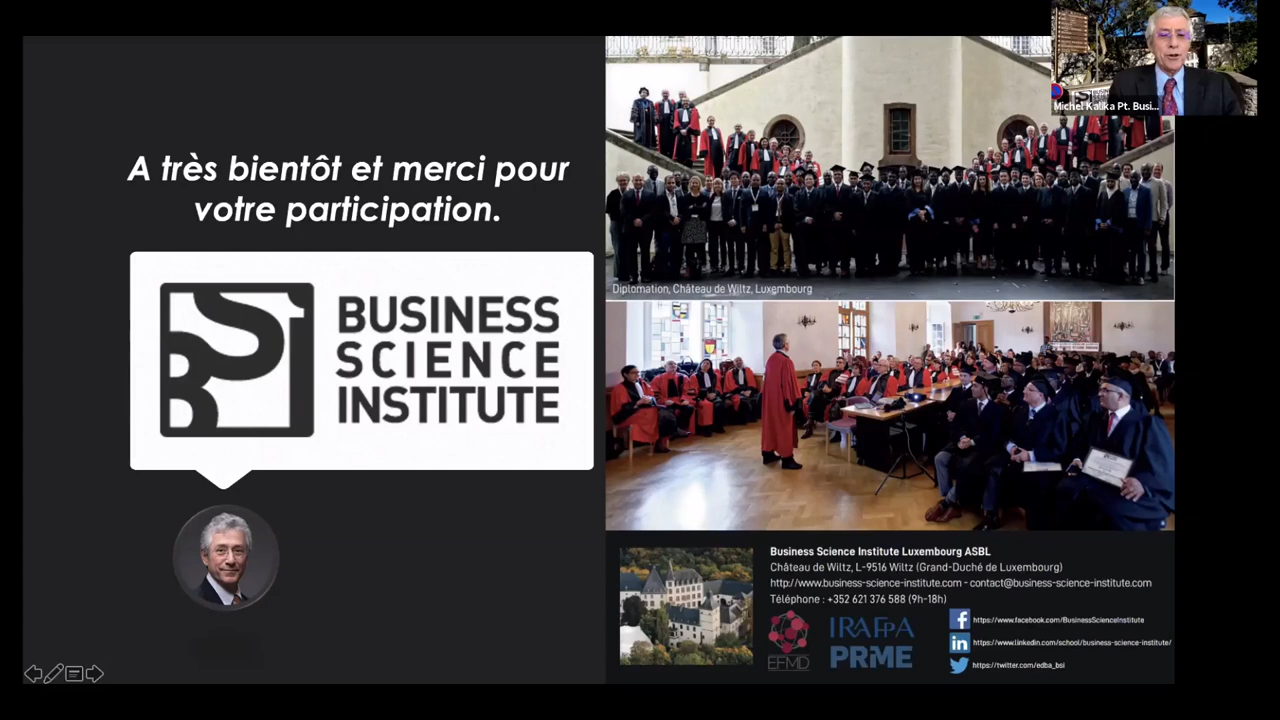 A très bientôt et merci pour
votre participation.
BSI
BUSINESS
SCIENCE
INSTITUTE
Michel Kalika Pt. Busi...
Diplomation, Château de Wiltz, Luxembourg
Business Science Institute Luxembourg ASBL
Château de Wiltz, L-9516 Wiltz (Grand-Duché de Luxembourg)
http://www.business-science-institute.com - contact@business-science-institute.com
Téléphone : +352 621 376 588 (9h-18h)
EFMD
IRAFPA
PRME
https://www.facebook.com/BusinessScienceInstitute
https://www.linkedin.com/school/business-science-institute/
https://twitter.com/edba_bsi